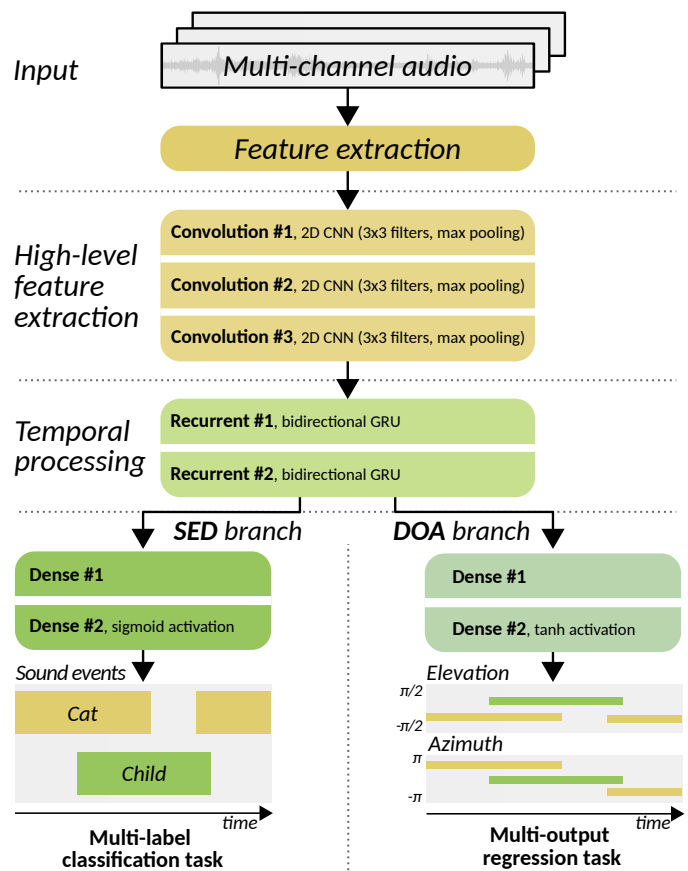 Input
Multi-channel audio
Feature extraction
High-level
feature
extraction
Convolution #1, 2D CNN (3x3 filters, max pooling)
Convolution #2, 2D CNN (3x3 filters, max pooling)
Convolution #3, 2D CNN (3x3 filters, max pooling)
Temporal
processing
Recurrent #1, bidirectional GRU
Recurrent #2, bidirectional GRU
SED branch
Dense #1
Dense #2, sigmoid activation
Sound events
Cat
Child
time
Multi-label
classification task
DOA branch
Dense #1
Dense #2, tanh activation
Elevation
π/2
-π/2
Azimuth
π
-π
time
Multi-output
regression task